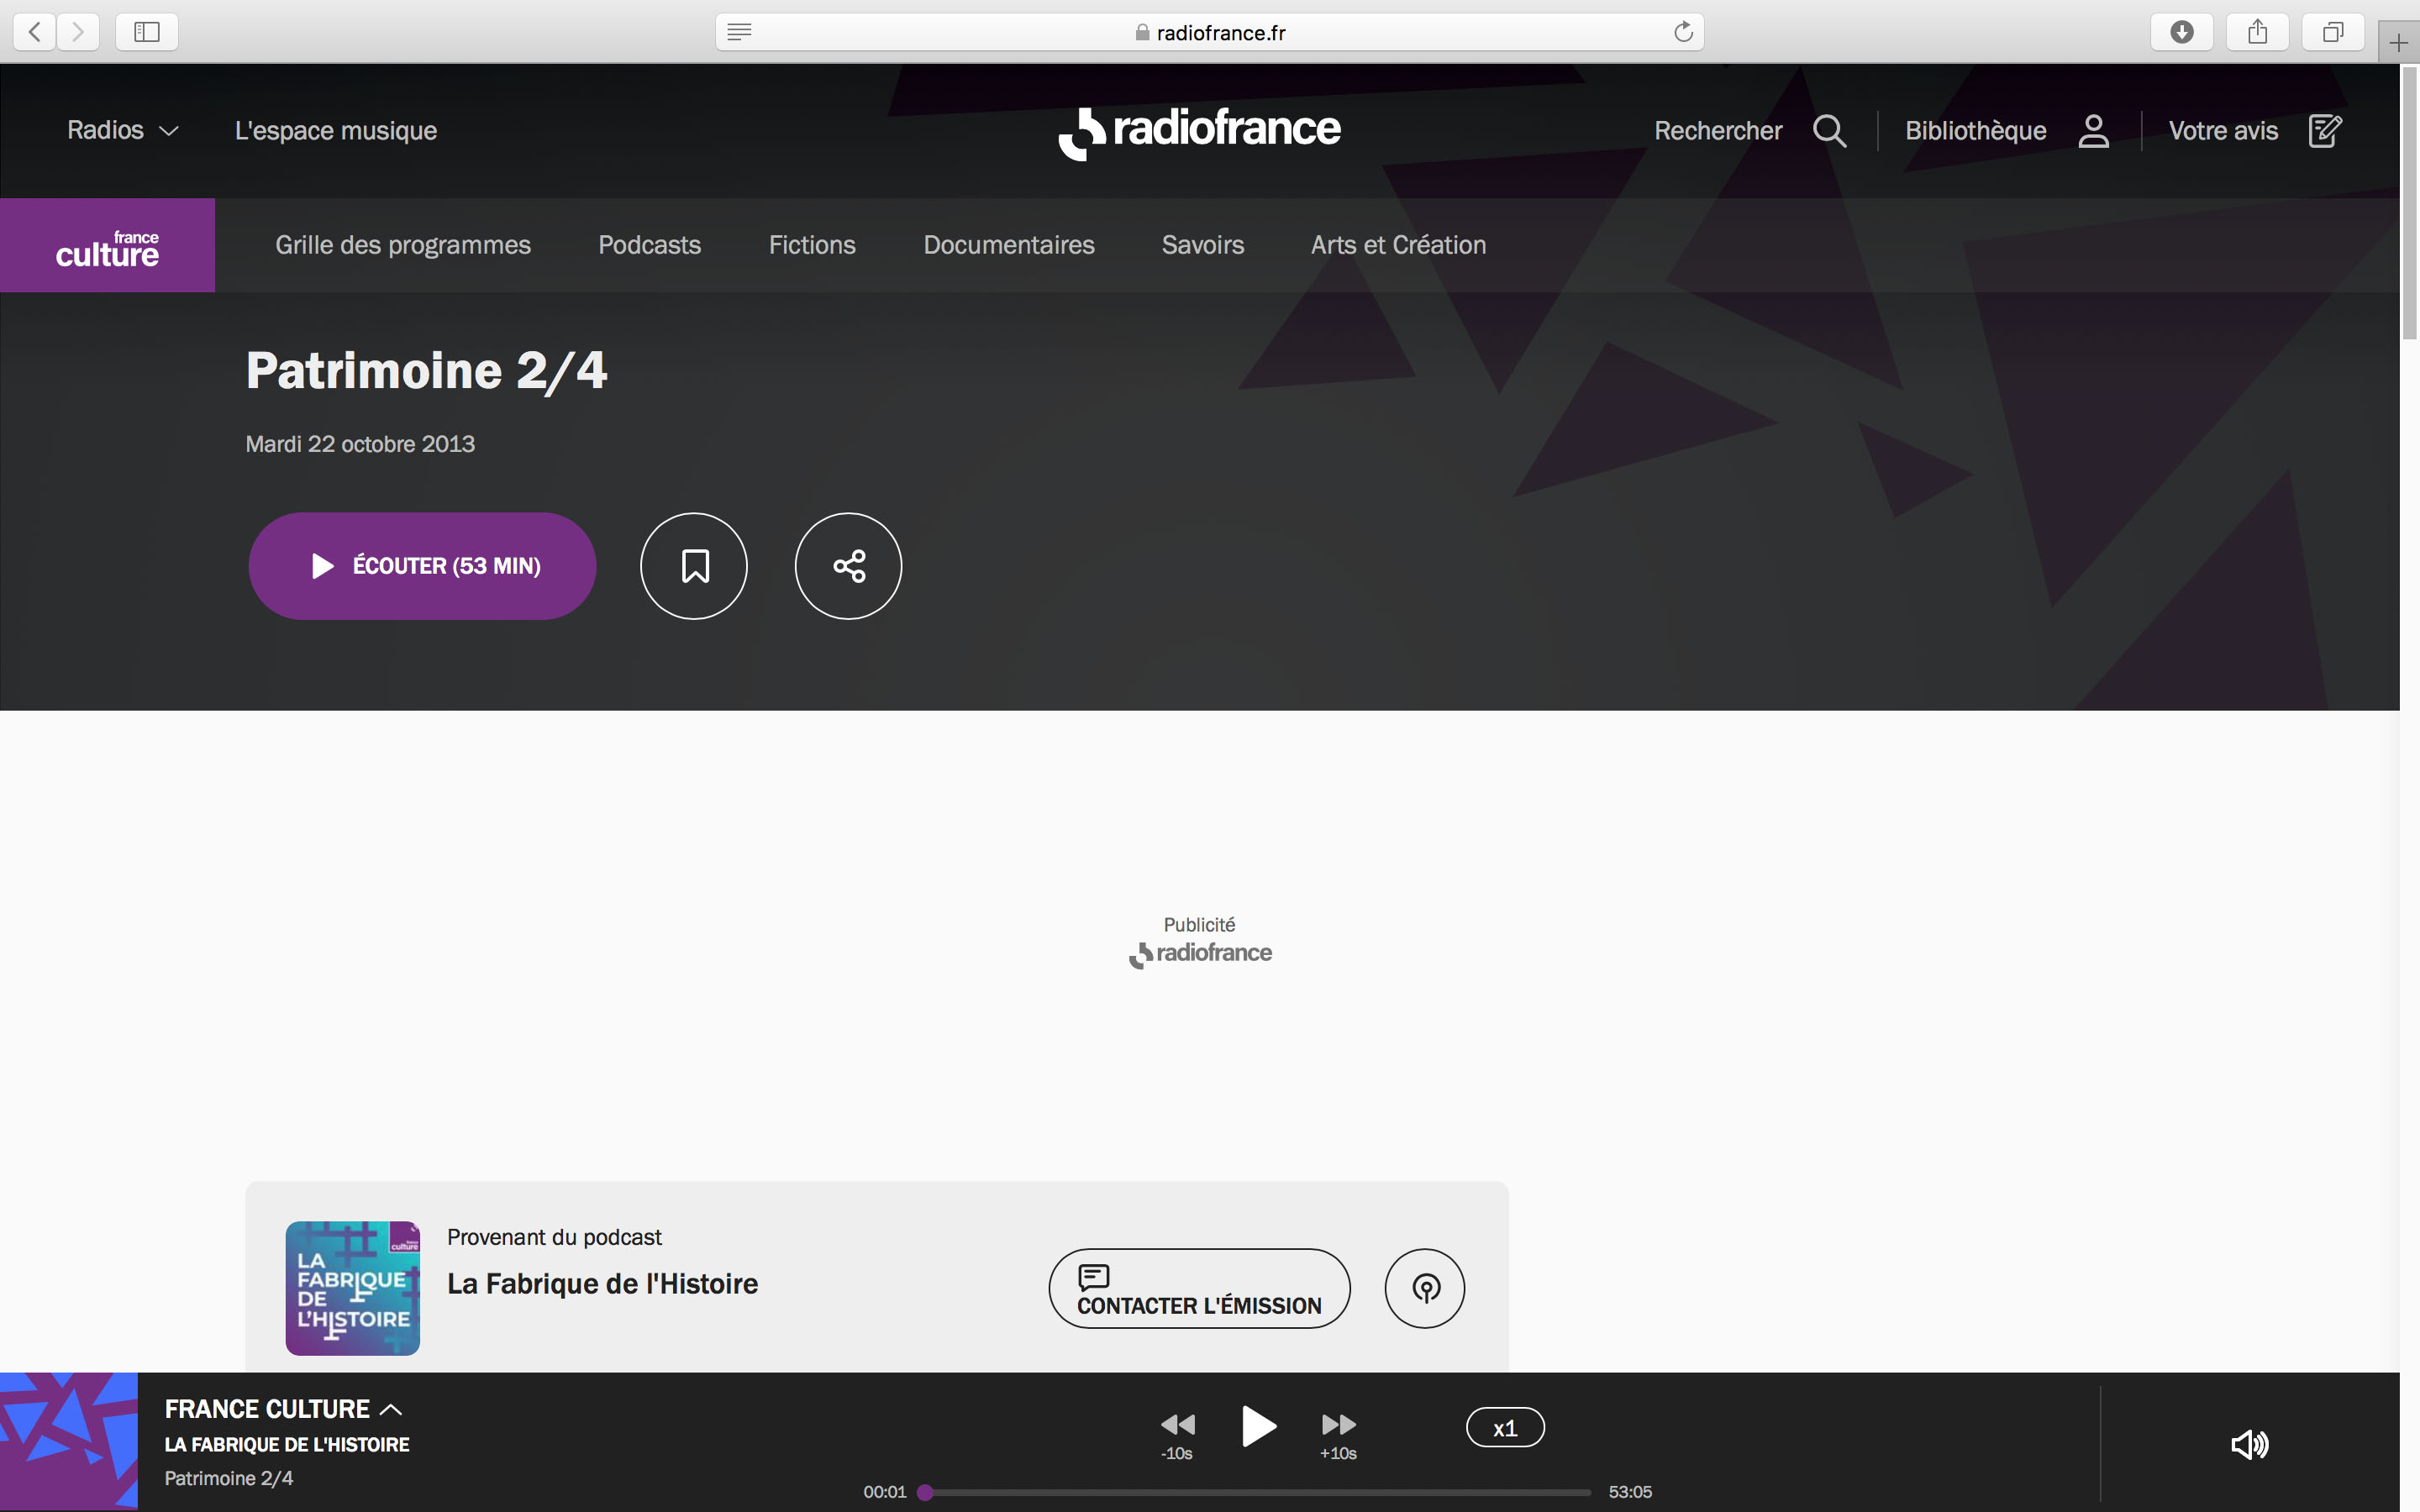 radiofrance.fr
Radios
L'espace musique
radiofrance
Rechercher
Bibliothèque
Votre avis
france
culture
Grille des programmes
Podcasts
Fictions
Documentaires
Savoirs
Arts et Création
Patrimoine 2/4
Mardi 22 octobre 2013
ÉCOUTER (53 MIN)
Publicité
radiofrance
culture
LA
FABRIQUE
DE
L'HISTOIRE
Provenant du podcast
La Fabrique de l'Histoire
CONTACTER L'ÉMISSION
FRANCE CULTURE
LA FABRIQUE DE L'HISTOIRE
Patrimoine 2/4
-10s
+10s
x1
00:01
53:05